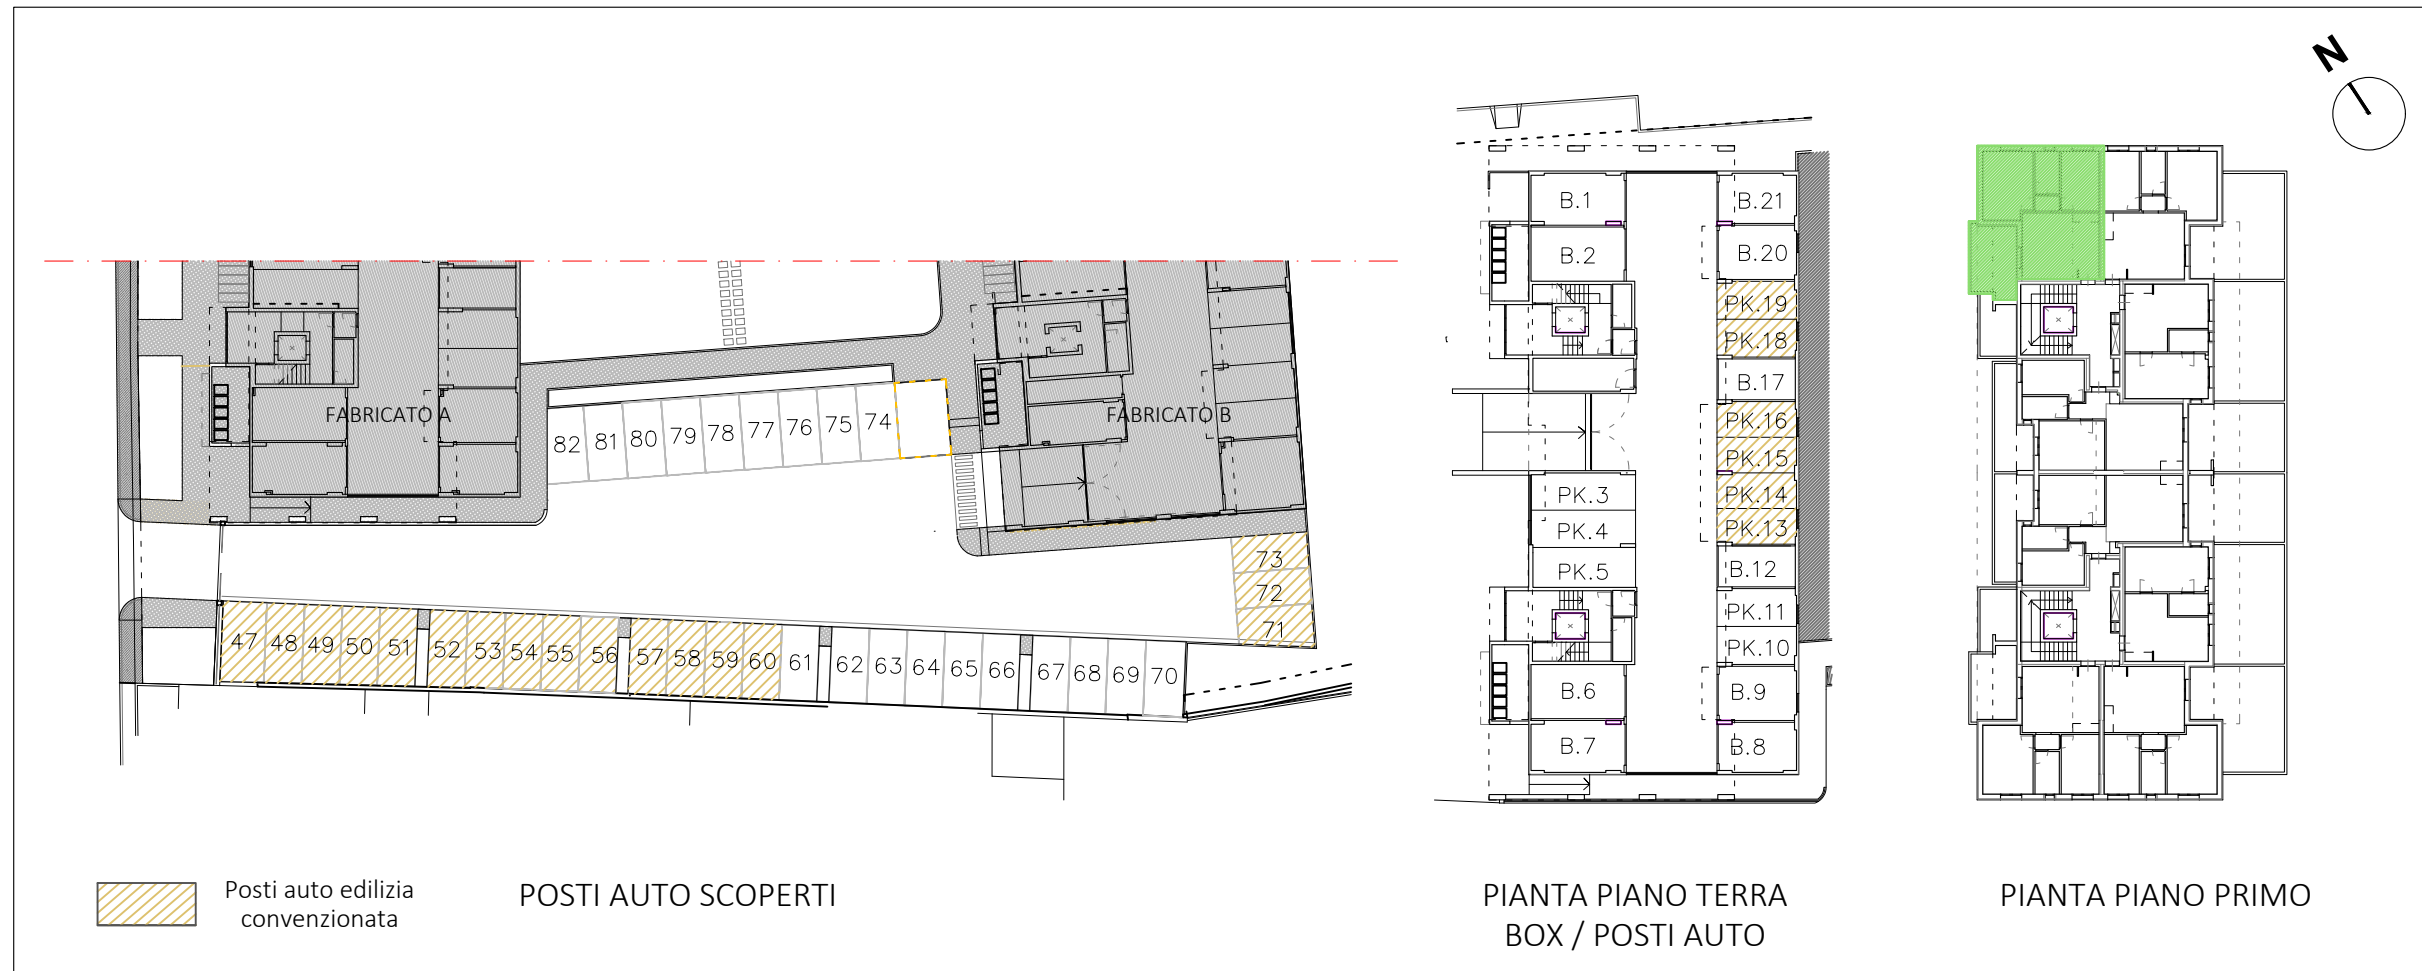 N
FABRICATO A
FABRICATO B
82 81 80 79 78 77 76 75 74
73
72
71
47 48 49 50 51 52 53 54 55 56 57 58 59 60 61 62 63 64 65 66 67 68 69 70
B.1
B.2
PK.3
PK.4
PK.5
B.6
B.7
B.21
B.20
PK.19
PK.18
B.17
PK.16
PK.15
PK.14
PK.13
B.12
PK.11
PK.10
B.9
B.8
Posti auto edilizia
convenzionata
POSTI AUTO SCOPERTI
PIANTA PIANO TERRA
BOX / POSTI AUTO
PIANTA PIANO PRIMO